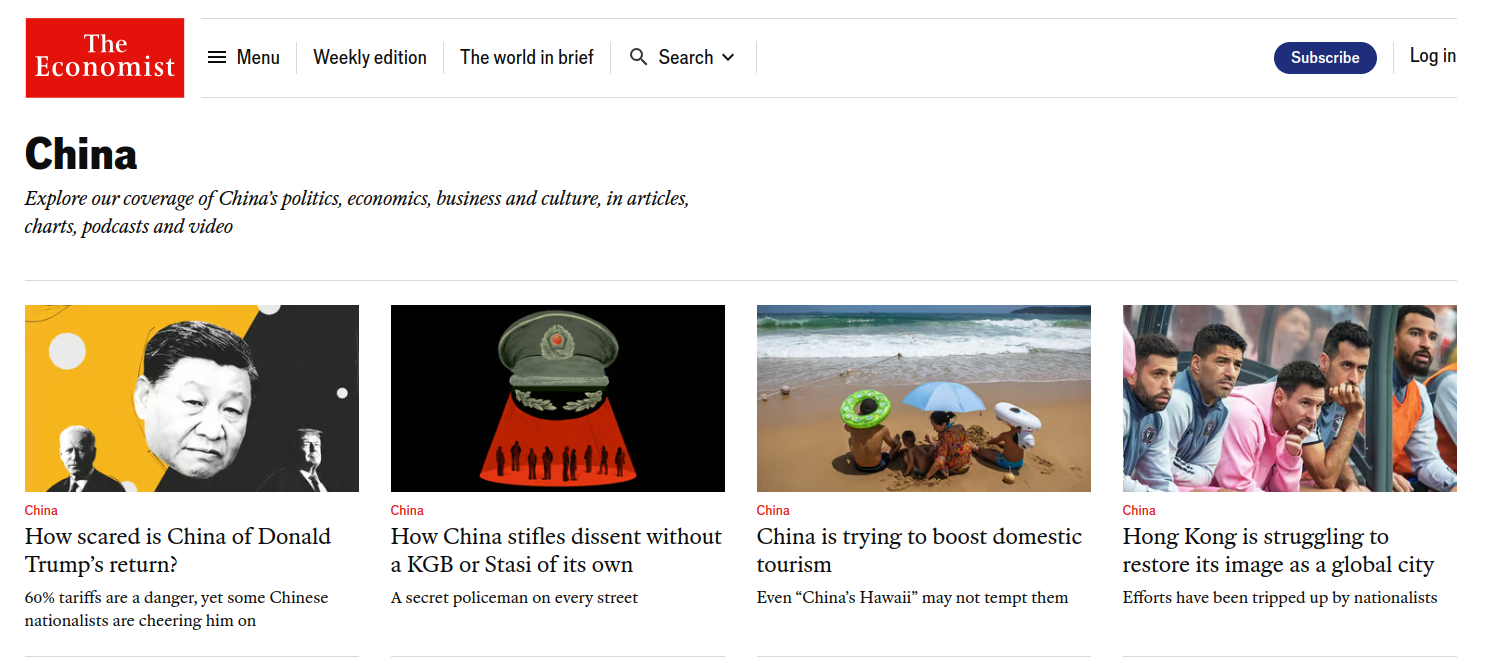 The
Economist
Menu
Weekly edition
The world in brief
Search
Subscribe
Log in
China
Explore our coverage of China’s politics, economics, business and culture, in articles,
charts, podcasts and video
China
How scared is China of Donald
Trump’s return?
60% tariffs are a danger, yet some Chinese
nationalists are cheering him on
China
How China stifles dissent without
a KGB or Stasi of its own
A secret policeman on every street
China
China is trying to boost domestic
tourism
Even “China’s Hawaii” may not tempt them
China
Hong Kong is struggling to
restore its image as a global city
Efforts have been tripped up by nationalists